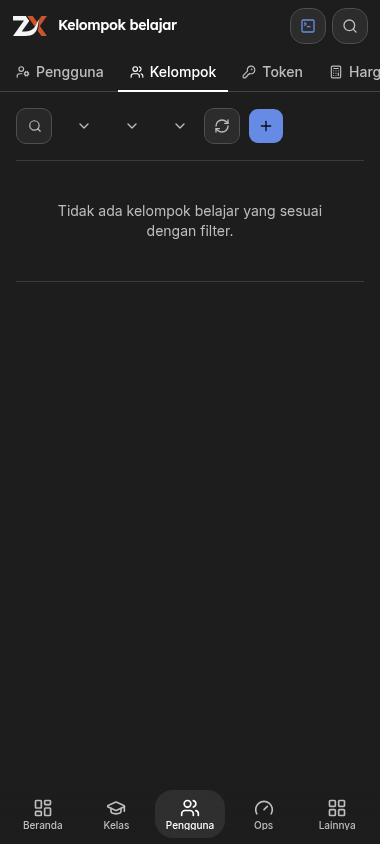 ZX Kelompok belajar
Pengguna Kelompok Token Harg
Tidak ada kelompok belajar yang sesuai
dengan filter.
Beranda Kelas Pengguna Ops Lainnya